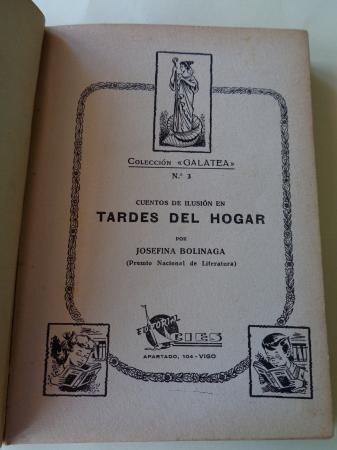 COLECCIÓN «GALATEA»
N.º 3
CUENTOS DE ILUSIÓN EN
TARDES DEL HOGAR
POR
JOSEFINA BOLINAGA
(Premio Nacional de Literatura)
EDITORIAL
CIES
APARTADO, 104 - VIGO